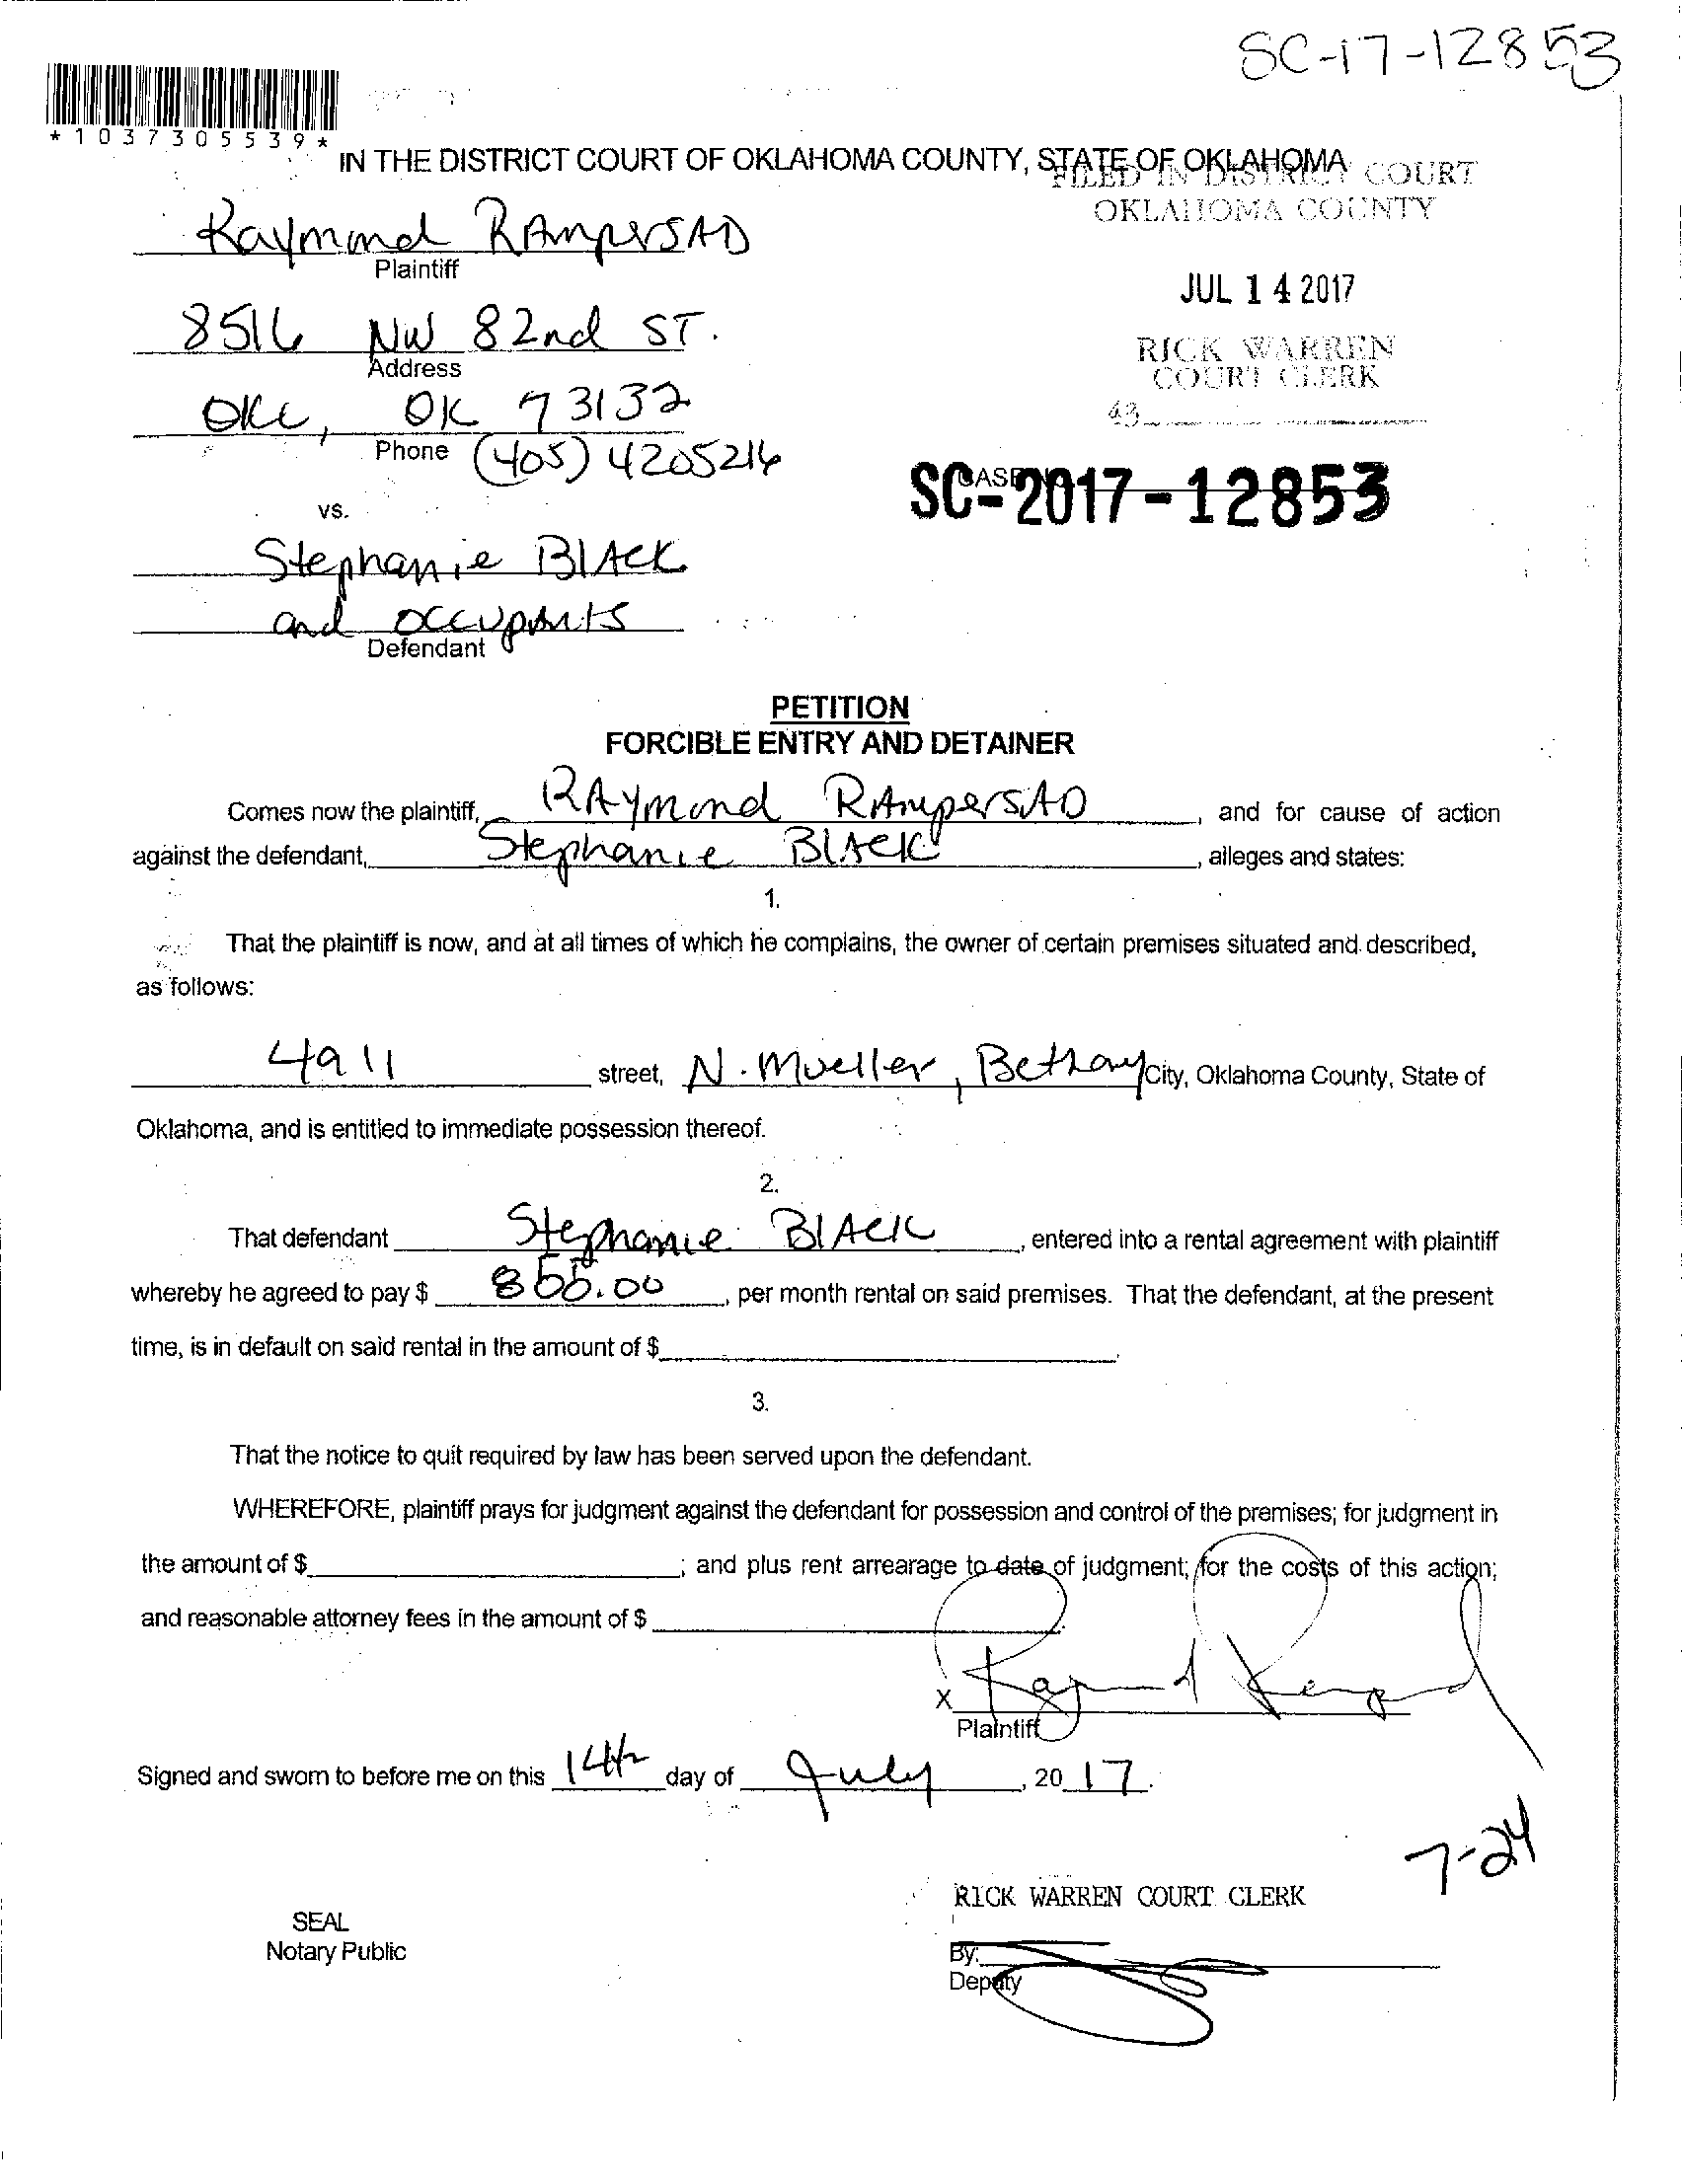 SC-17-12853
*1037305539*
IN THE DISTRICT COURT OF OKLAHOMA COUNTY, STATE OF OKLAHOMA
FILED IN DISTRICT COURT
OKLAHOMA COUNTY
Raymond RAmpersAD
Plaintiff
JUL 14 2017
8516 NW 82nd ST.
Address
RICK WARREN
COURT CLERK
OKC, OK 73132
43
Phone (405) 4205216
SC-2017-12853
vs.
Stephanie BlAck
and occupants
Defendant
PETITION
FORCIBLE ENTRY AND DETAINER
Comes now the plaintiff, RAymond RAmpersAD, and for cause of action
against the defendant, Stephanie BlAck, alleges and states:
1.
That the plaintiff is now, and at all times of which he complains, the owner of certain premises situated and described,
as follows:
4911 street, N. Mueller, Bethany City, Oklahoma County, State of
Oklahoma, and is entitled to immediate possession thereof.
2.
That defendant Stephanie BlAck, entered into a rental agreement with plaintiff
whereby he agreed to pay $ , per month rental on said premises. That the defendant, at the present
time, is in default on said rental in the amount of $ .
3.
That the notice to quit required by law has been served upon the defendant.
WHEREFORE, plaintiff prays for judgment against the defendant for possession and control of the premises; for judgment in
the amount of $ ; and plus rent arrearage to date of judgment; for the costs of this action;
and reasonable attorney fees in the amount of $ .
X
Plaintiff
Signed and sworn to before me on this 14th day of July, 20 17.
7-24
RICK WARREN COURT CLERK
SEAL
Notary Public
By:
Deputy